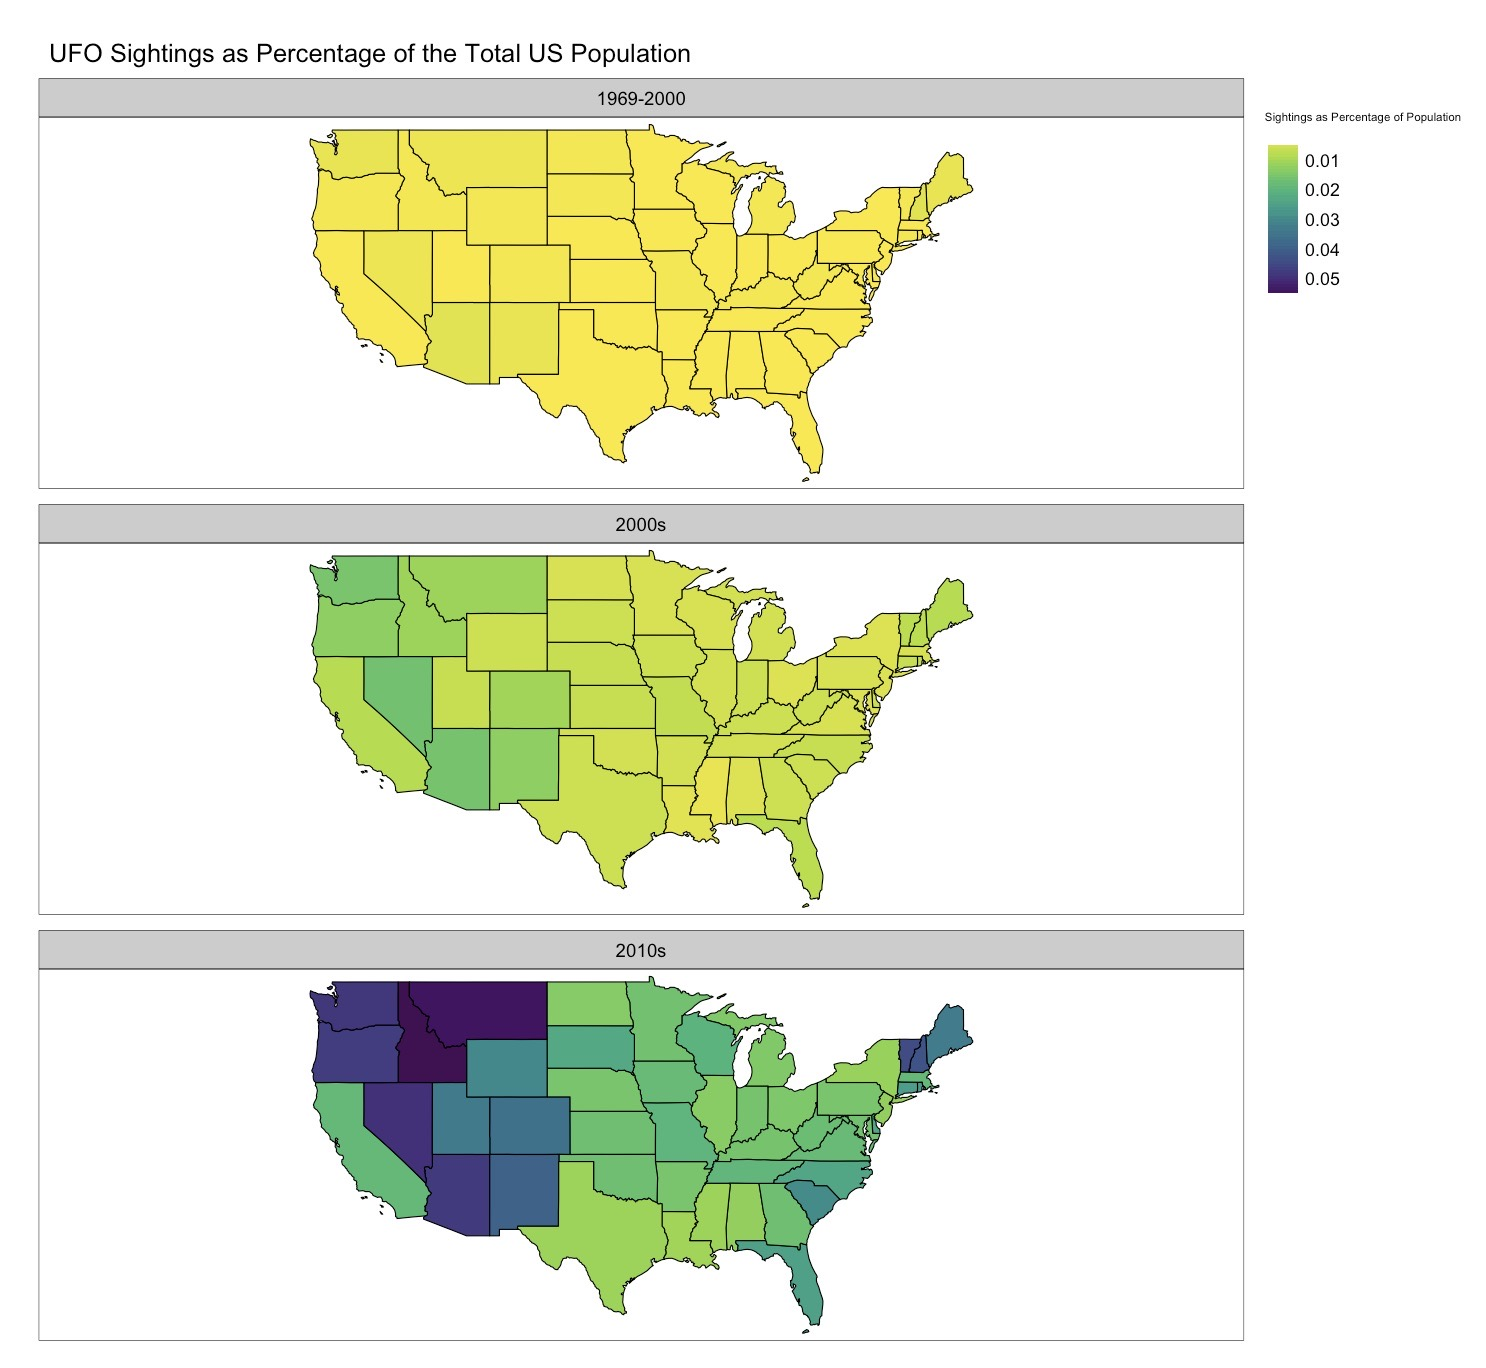 UFO Sightings as Percentage of the Total US Population
1969-2000
Sightings as Percentage of Population
0.01
0.02
0.03
0.04
0.05
2000s
2010s